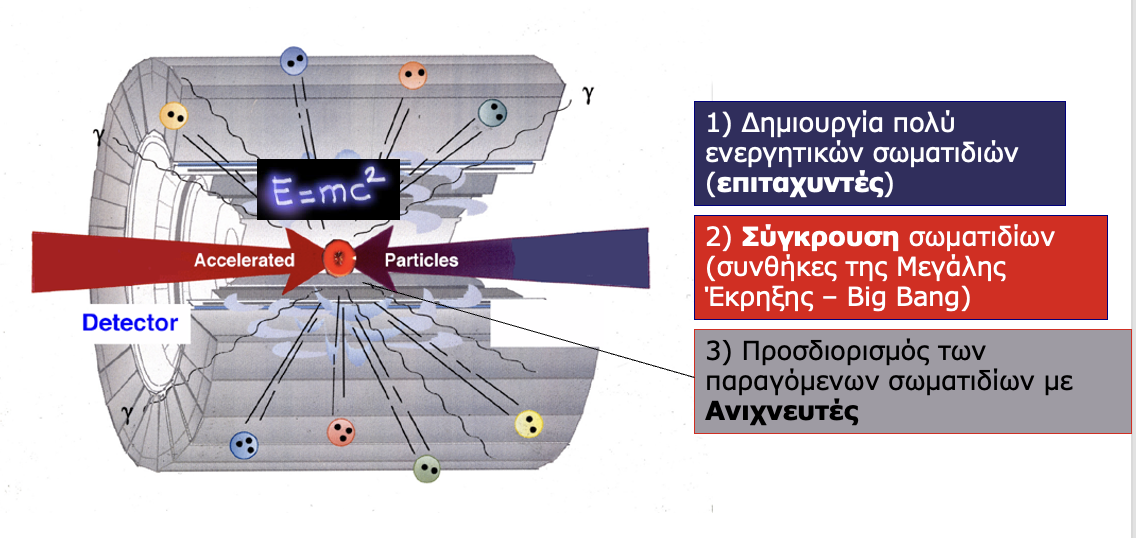 γ
γ
E=mc²
Accelerated
Particles
Detector
γ
1) Δημιουργία πολύ
ενεργητικών σωματιδιών
(επιταχυντές)
2) Σύγκρουση σωματιδίων
(συνθήκες της Μεγάλης
Έκρηξης – Big Bang)
3) Προσδιορισμός των
παραγόμενων σωματιδίων με
Ανιχνευτές